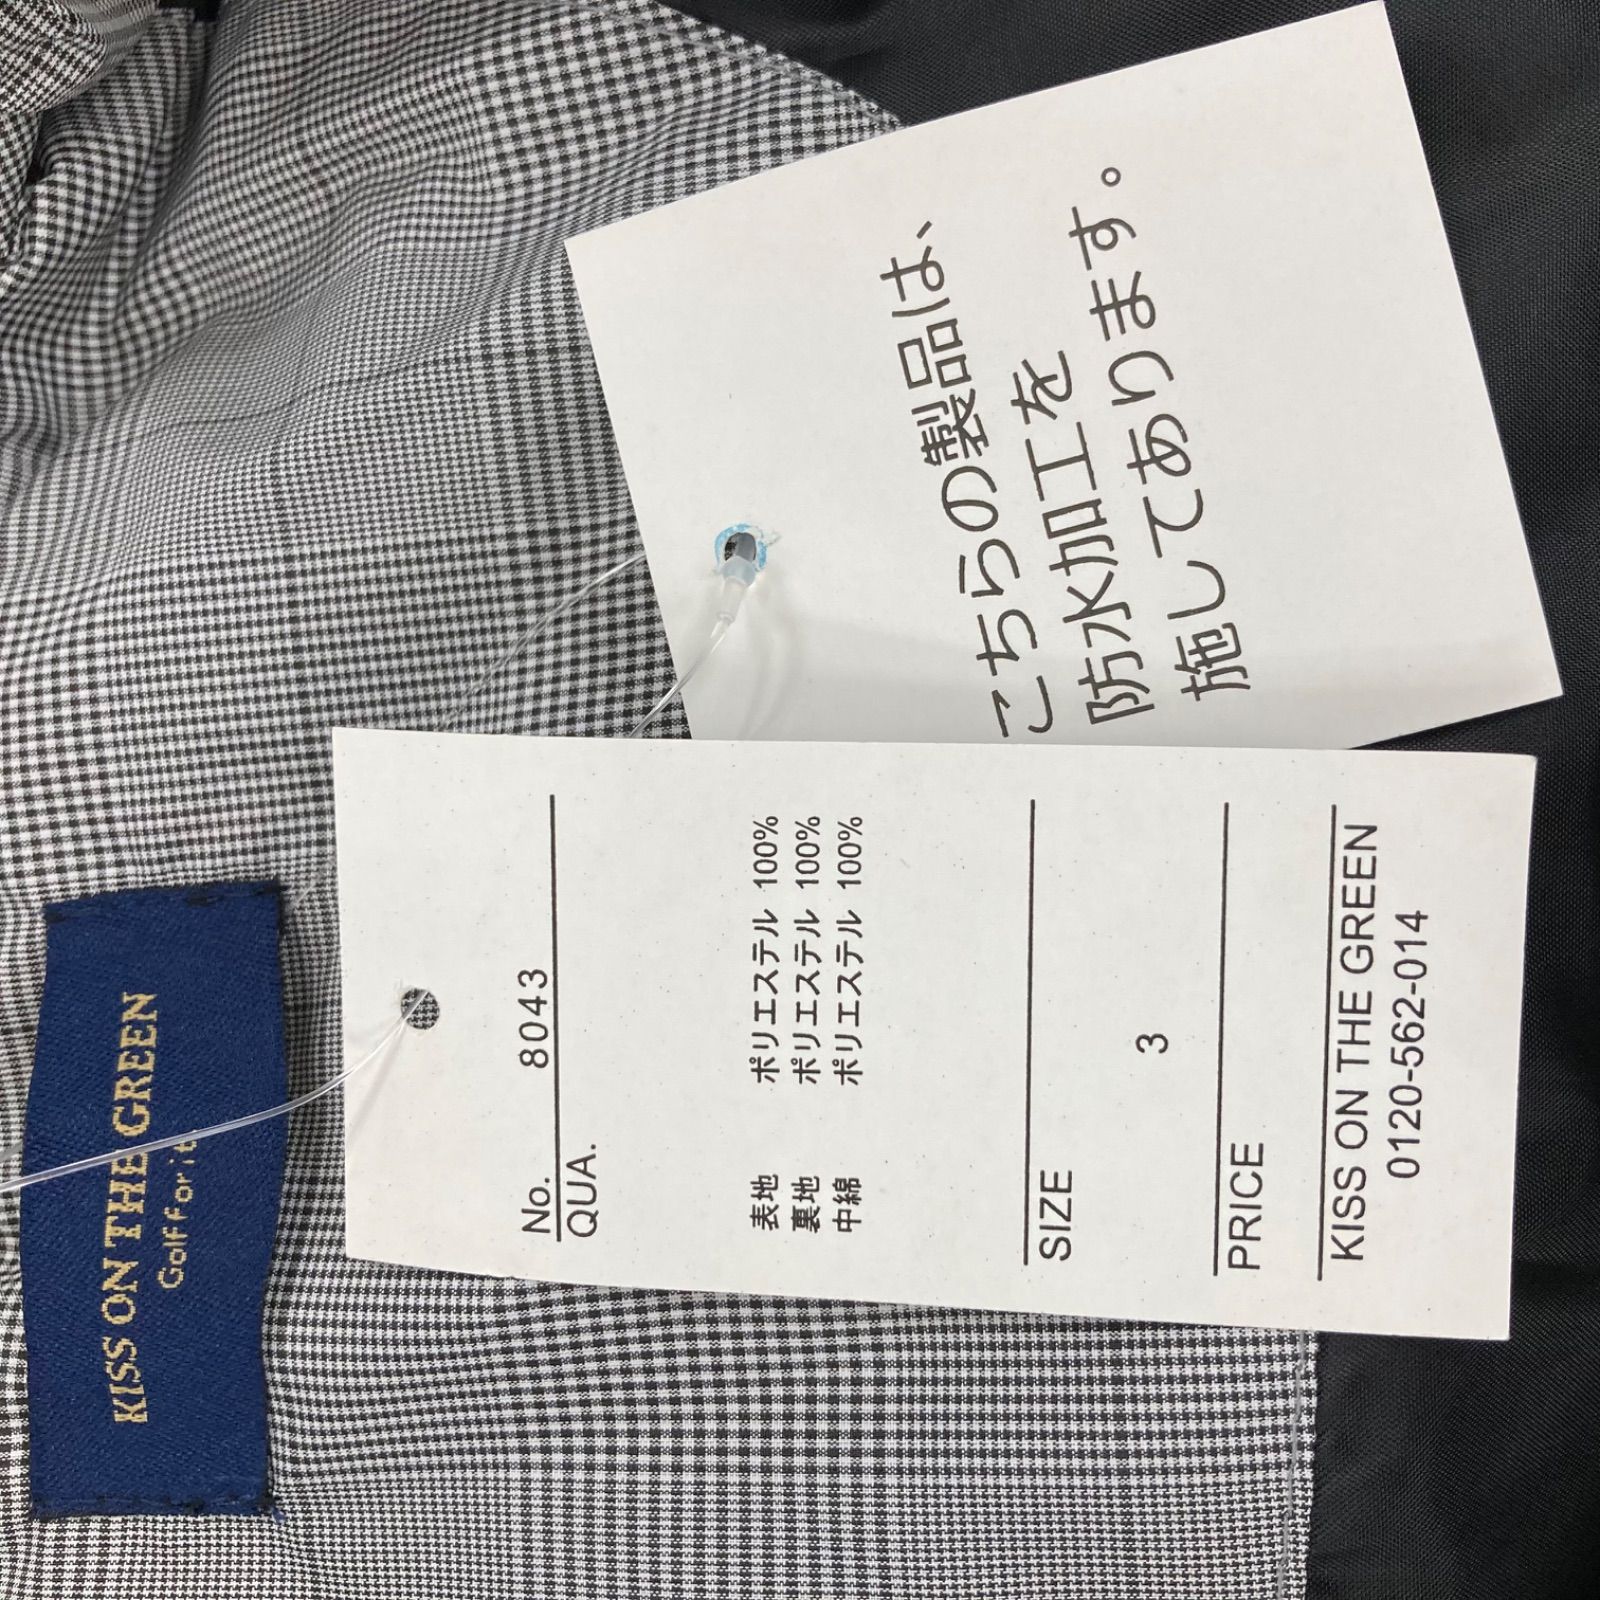 こちらの製品は、
防水加工を
施してあります。
KISS ON THE GREEN
Golf for it
No. 8043
QUA.
表地 ポリエステル 100%
裏地 ポリエステル 100%
中綿 ポリエステル 100%
SIZE
3
PRICE
KISS ON THE GREEN
0120-562-014